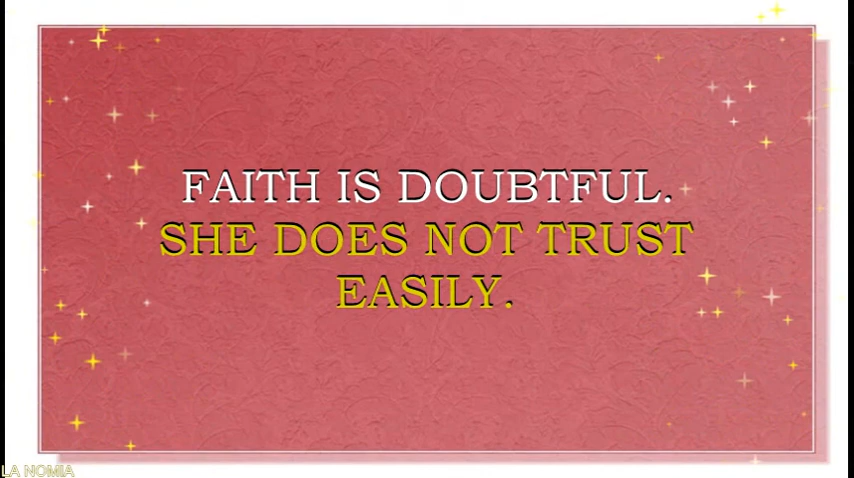 FAITH IS DOUBTFUL.
SHE DOES NOT TRUST
EASILY.
LA NOMIA